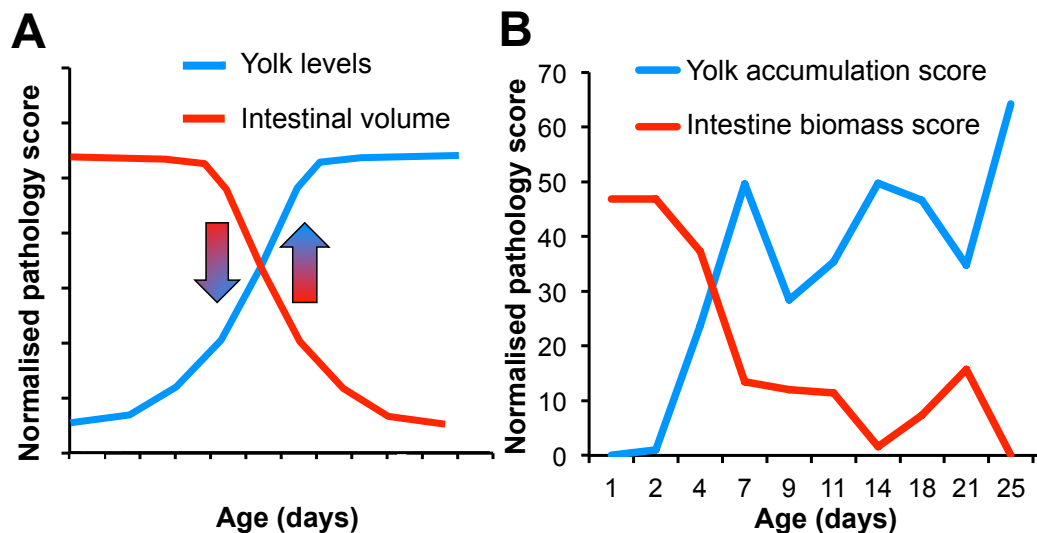 A
Yolk levels
Intestinal volume
Normalised pathology score
Age (days)
B
Yolk accumulation score
Intestine biomass score
Normalised pathology score
70
60
50
40
30
20
10
0
1 2 4 7 9 11 14 18 21 25
Age (days)